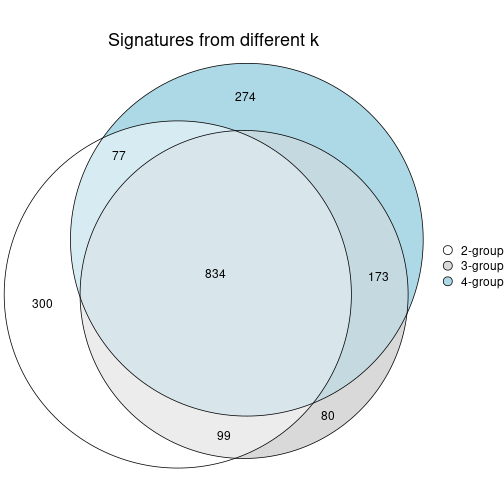 Signatures from different k
274
77
834
173
300
80
99
2-group
3-group
4-group